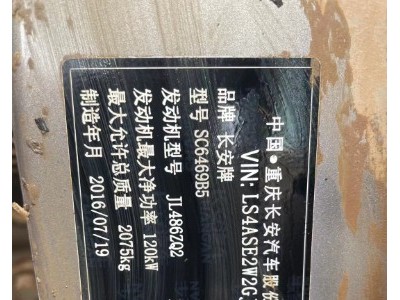 中国●重庆长安汽车股份
VIN:LS4ASE2W2G
品牌 长安牌
型号 SC6469B5
发动机型号 JL486ZQ2
发动机最大净功率 120kW
最大允许总质量 2075kg
制造年月 2016/07/19